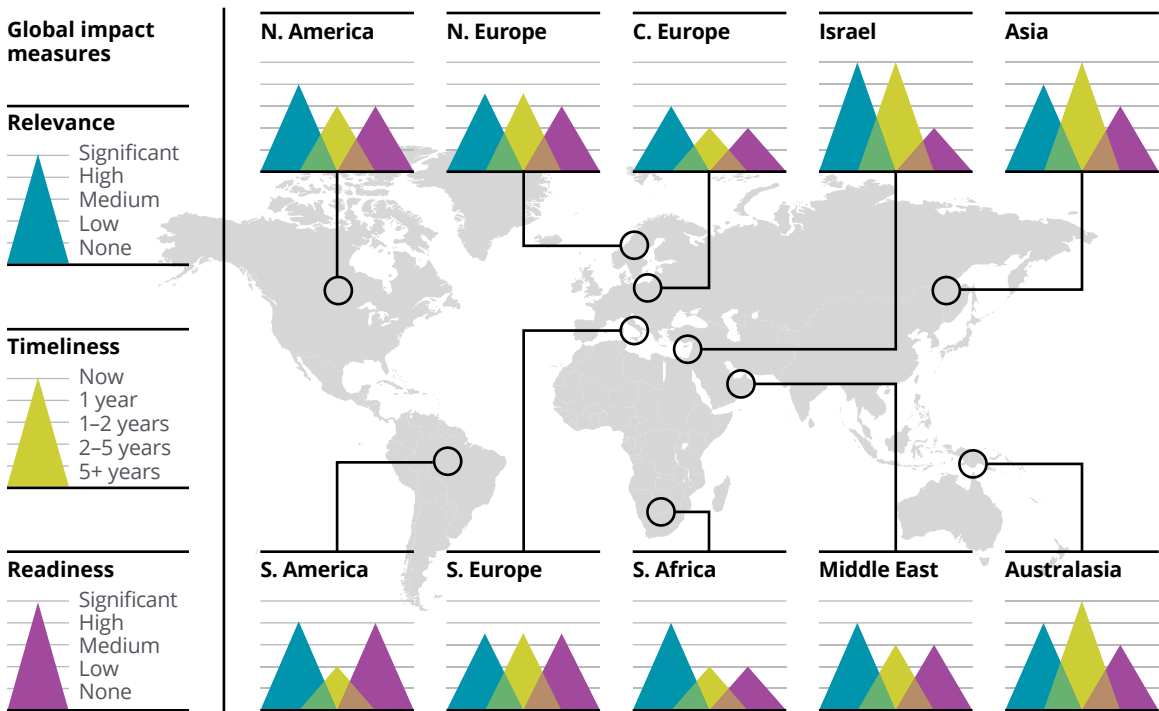 Global impact
measures
Relevance
Significant
High
Medium
Low
None
Timeliness
Now
1 year
1–2 years
2–5 years
5+ years
Readiness
Significant
High
Medium
Low
None
N. America
N. Europe
C. Europe
Israel
Asia
S. America
S. Europe
S. Africa
Middle East
Australasia